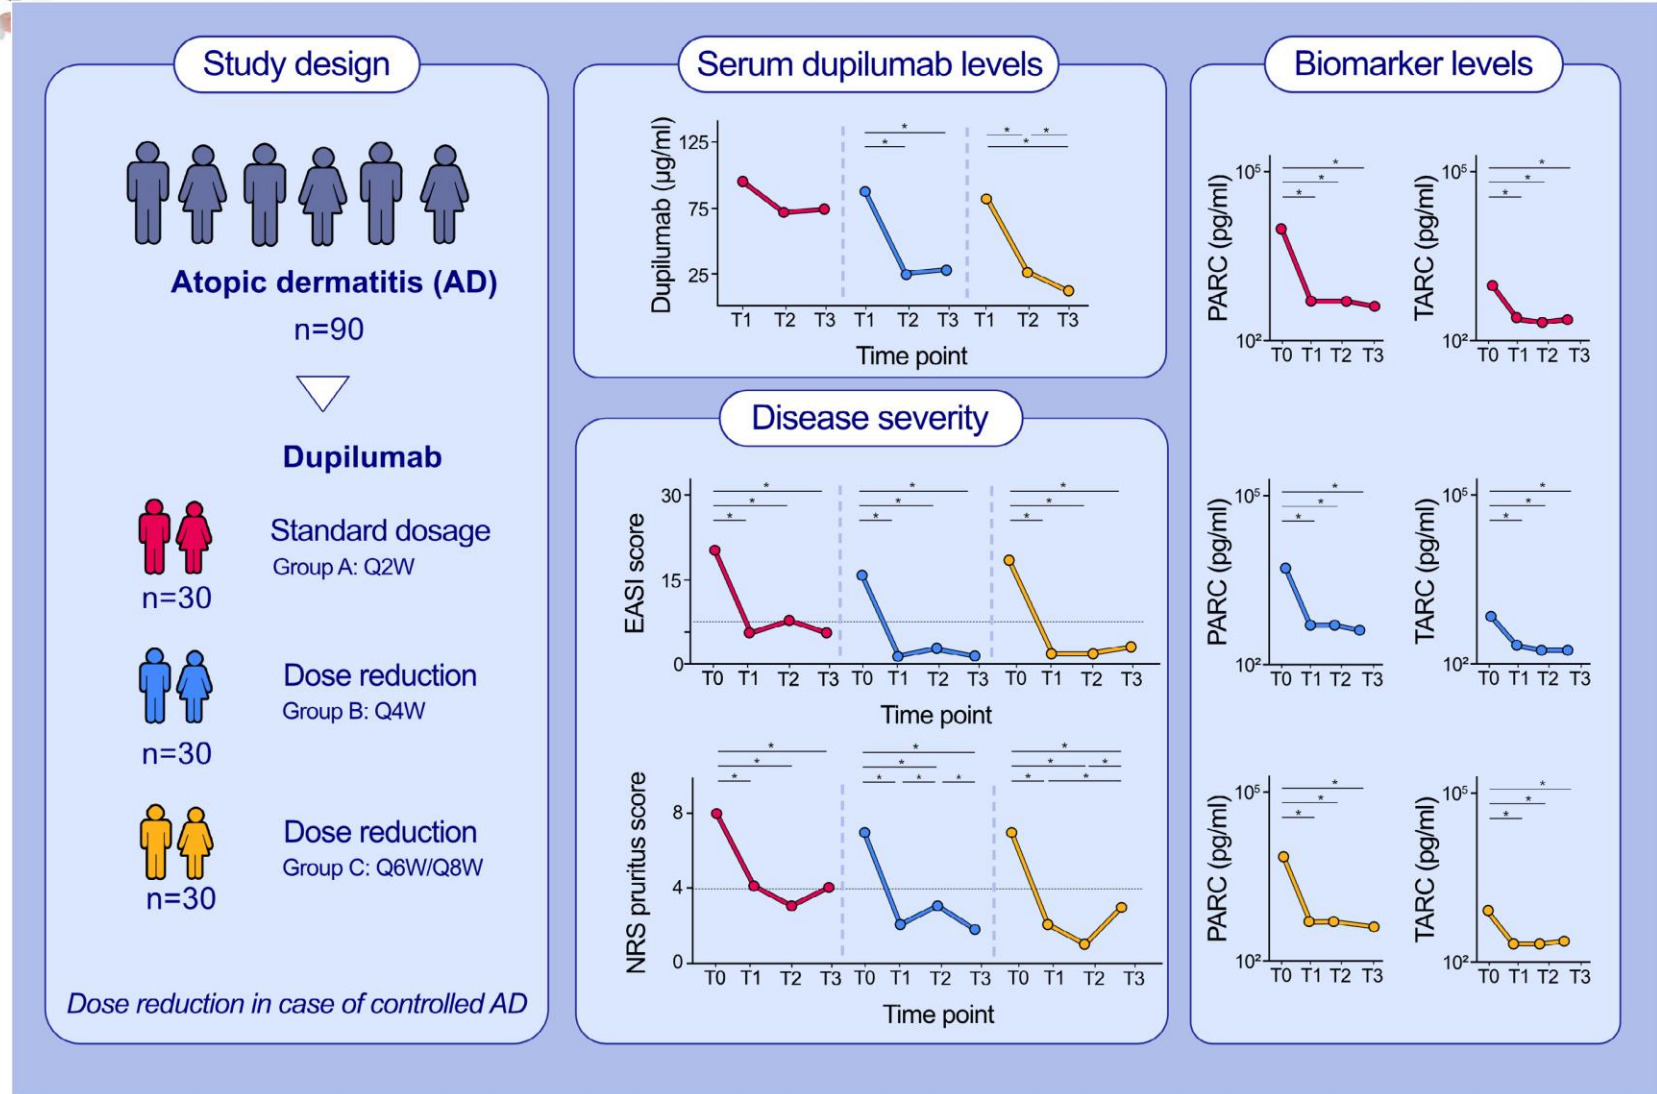 Study design
Atopic dermatitis (AD)
n=90
Dupilumab
Standard dosage
Group A: Q2W
n=30
Dose reduction
Group B: Q4W
n=30
Dose reduction
Group C: Q6W/Q8W
n=30
Dose reduction in case of controlled AD
Serum dupilumab levels
Dupilumab (µg/ml)
125
75
25
* * * * *
T1 T2 T3 T1 T2 T3 T1 T2 T3
Time point
Disease severity
EASI score
30
15
0
* * *
* * *
* * *
T0 T1 T2 T3 T0 T1 T2 T3 T0 T1 T2 T3
Time point
NRS pruritus score
8
4
0
* * *
* * * *
* * * * * *
T0 T1 T2 T3 T0 T1 T2 T3 T0 T1 T2 T3
Time point
Biomarker levels
PARC (pg/ml)
10⁵
10²
* * *
T0 T1 T2 T3
TARC (pg/ml)
10⁵
10²
* * *
T0 T1 T2 T3
PARC (pg/ml)
10⁵
10²
* * *
T0 T1 T2 T3
TARC (pg/ml)
10⁵
10²
* * *
T0 T1 T2 T3
PARC (pg/ml)
10⁵
10²
* * *
T0 T1 T2 T3
TARC (pg/ml)
10⁵
10²
* * *
T0 T1 T2 T3